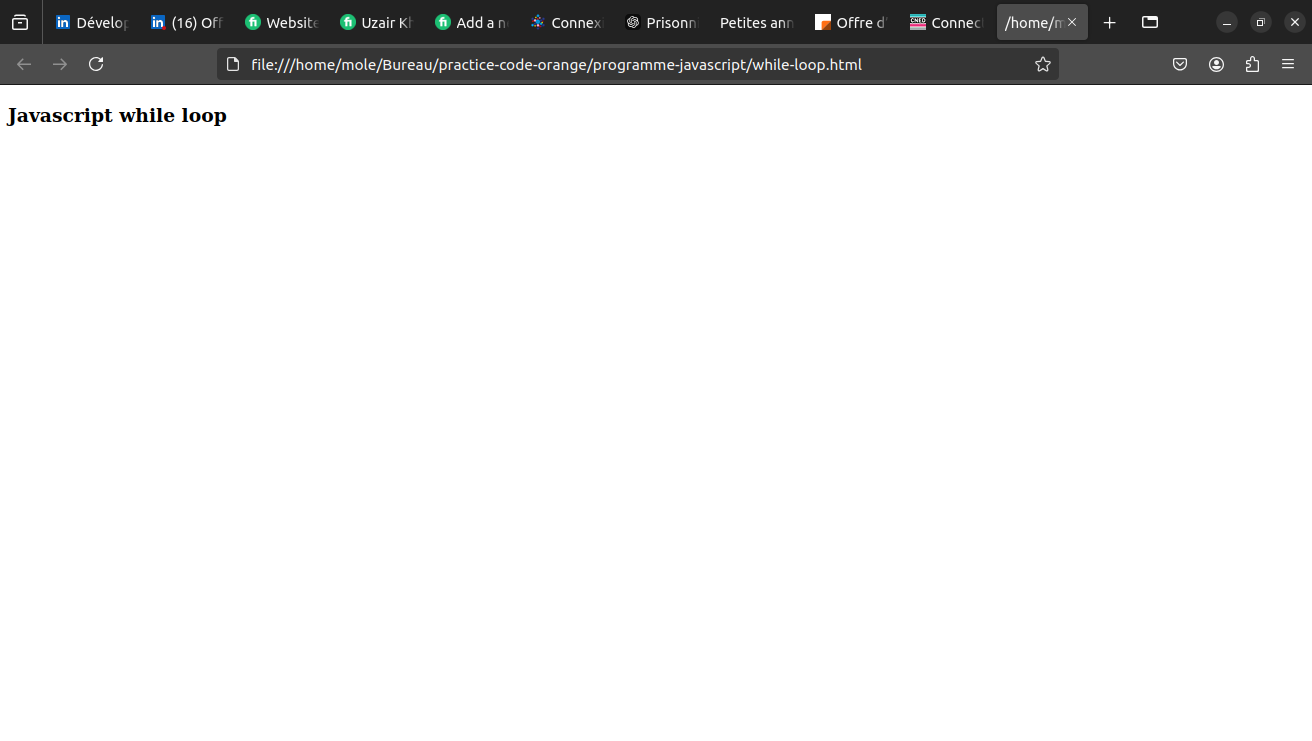 Dévelop
(16) Off
Website
Uzair Kh
Add a n
Connexi
Prisonn
Petites ann
Offre d'
CNED Connect
/home/m
file:///home/mole/Bureau/practice-code-orange/programme-javascript/while-loop.html
Javascript while loop